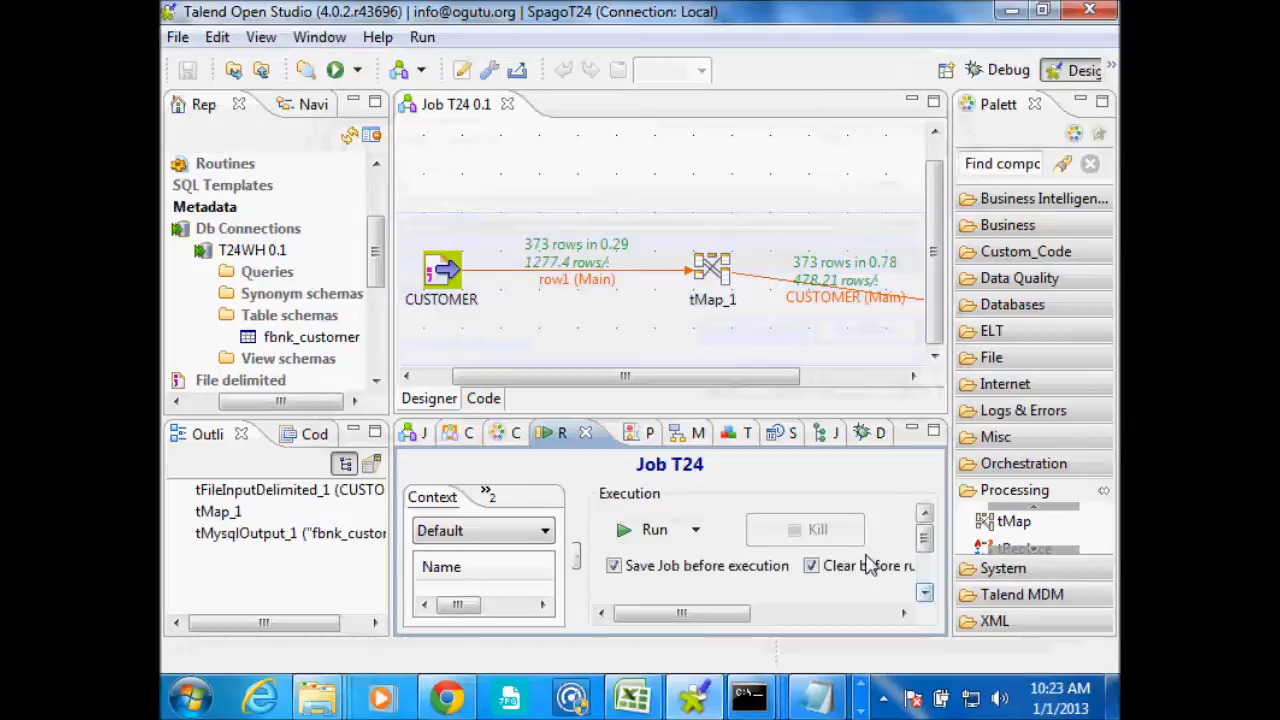 Talend Open Studio (4.0.2.r43696) | info@ogutu.org | SpagoT24 (Connection: Local)
File Edit View Window Help Run
Debug Desig
Rep Navi
Routines
SQL Templates
Metadata
Db Connections
T24WH 0.1
Queries
Synonym schemas
Table schemas
fbnk_customer
View schemas
File delimited
Job T24 0.1
373 rows in 0.29
1277.4 rows/
row1 (Main)
CUSTOMER
tMap_1
373 rows in 0.78
478.21 rows/
CUSTOMER (Main)
Designer Code
Palett
Find compc
Business Intelligen...
Business
Custom_Code
Data Quality
Databases
ELT
File
Internet
Logs & Errors
Misc
Orchestration
Processing
tMap
tReplace
System
Talend MDM
XML
Outli Cod
tFileInputDelimited_1 (CUSTO
tMap_1
tMysqlOutput_1 ("fbnk_custor
J C C R P M T S J D
Job T24
Context 2
Default
Name
Execution
Run Kill
Save Job before execution Clear before ru
JPG
C:\
10:23 AM
1/1/2013